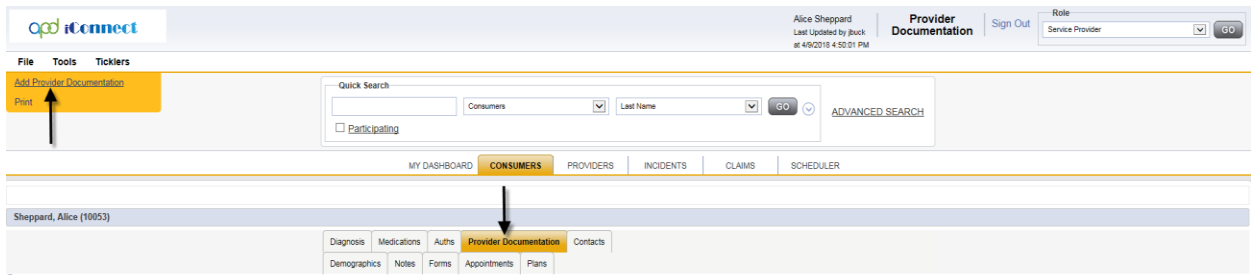 apd iConnect
Alice Sheppard
Last Updated by jbuck
at 4/9/2018 4:50:01 PM
Provider
Documentation
Sign Out
Role
Service Provider
GO
File Tools Ticklers
Add Provider Documentation
Print
Quick Search
Consumers Last Name GO ADVANCED SEARCH
Participating
MY DASHBOARD CONSUMERS PROVIDERS INCIDENTS CLAIMS SCHEDULER
Sheppard, Alice (10053)
Diagnosis Medications Auths Provider Documentation Contacts
Demographics Notes Forms Appointments Plans